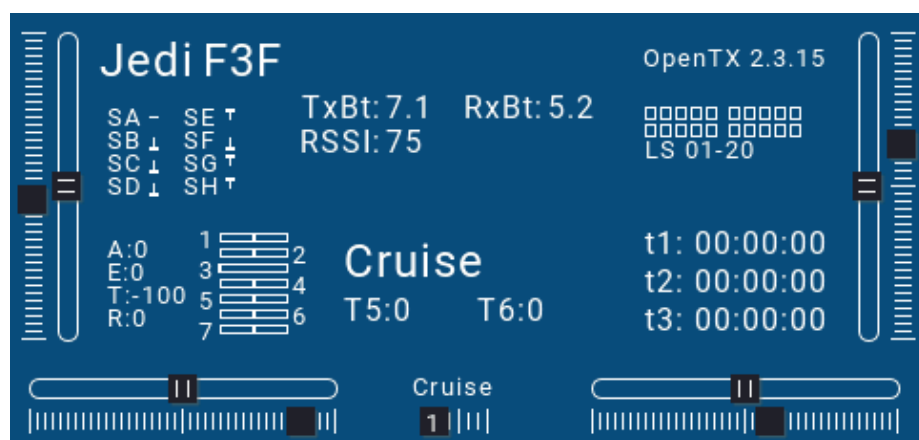 Jedi F3F
OpenTX 2.3.15
TxBt: 7.1 RxBt: 5.2
RSSI: 75
SA SE
SB SF
SC SG
SD SH
LS 01-20
A:0
E:0
T:-100
R:0
1
2
3
4
5
6
7
Cruise
T5:0 T6:0
t1: 00:00:00
t2: 00:00:00
t3: 00:00:00
Cruise
1